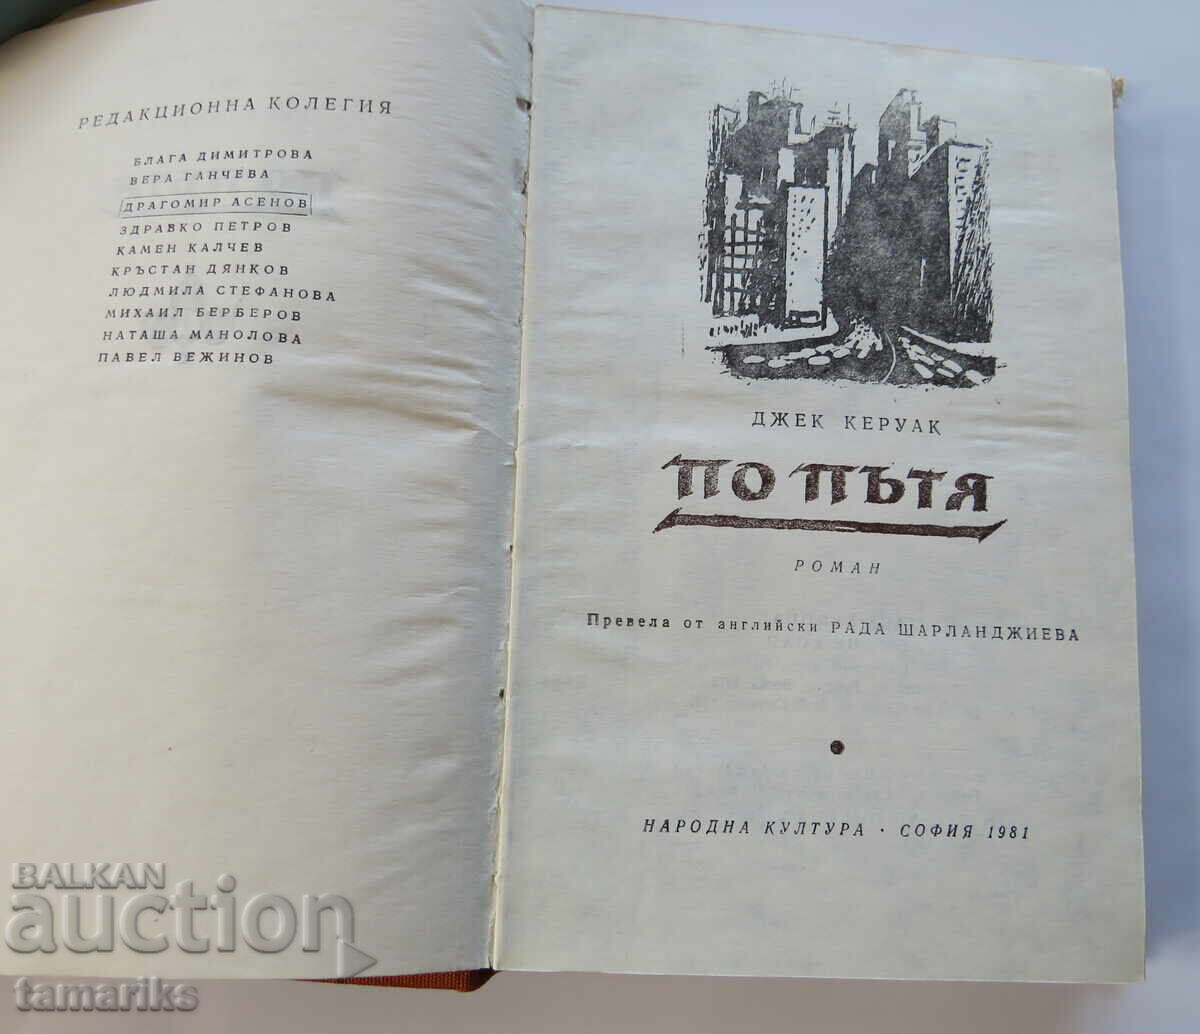 РЕДАКЦИОННА КОЛЕГИЯ
БЛАГА ДИМИТРОВА
ВЕРА ГАНЧЕВА
ДРАГОМИР АСЕНОВ
ЗДРАВКО ПЕТРОВ
КАМЕН КАЛЧЕВ
КРЪСТАН ДЯНКОВ
ЛЮДМИЛА СТЕФАНОВА
МИХАИЛ БЕРБЕРОВ
НАТАША МАНОЛОВА
ПАВЕЛ ВЕЖИНОВ
ДЖЕК КЕРУАК
ПО ПЪТЯ
РОМАН
Превела от английски РАДА ШАРЛАНДЖИЕВА
НАРОДНА КУЛТУРА · СОФИЯ 1981
BALKAN
auction
tamariks